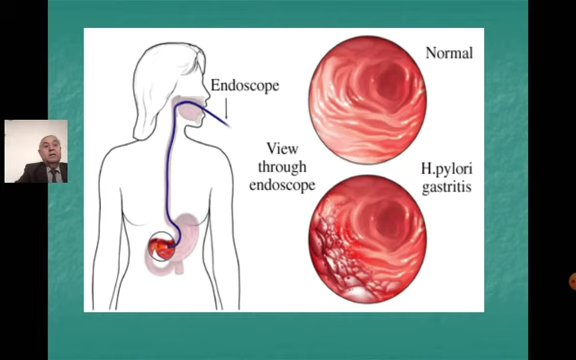 Endoscope
Normal
View
through
endoscope
H.pylori
gastritis